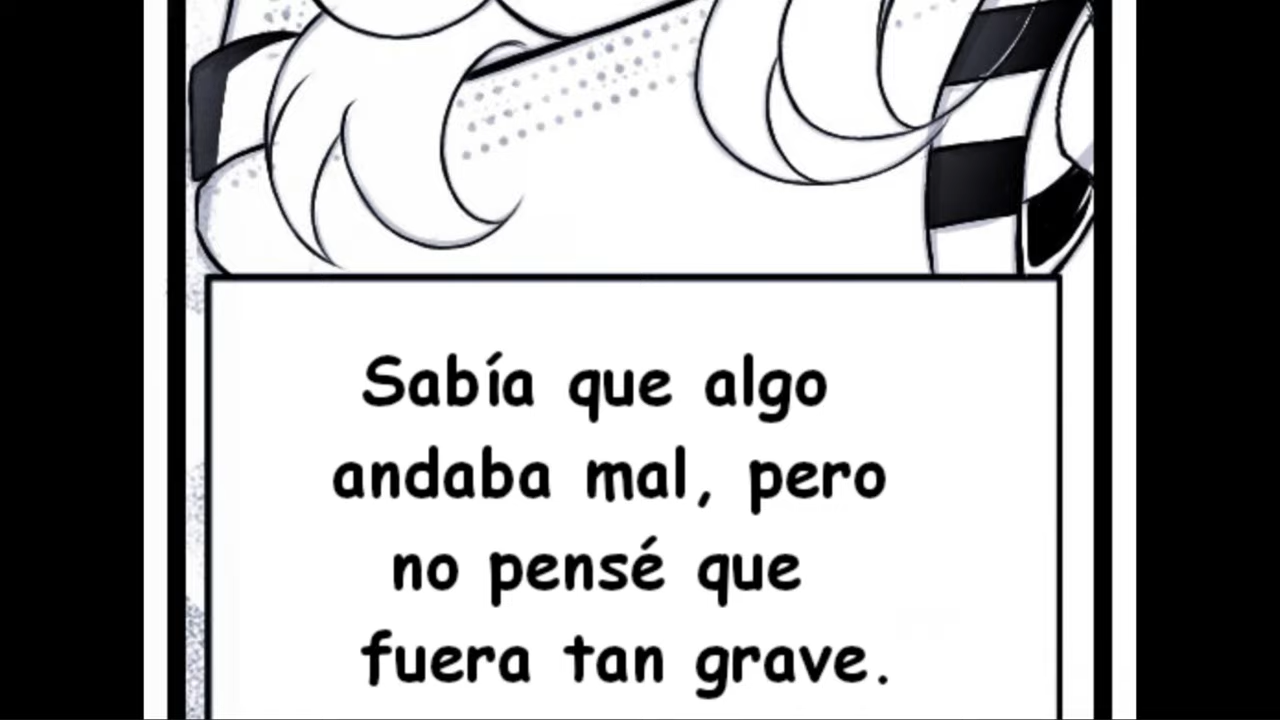 Sabía que algo
andaba mal, pero
no pensé que
fuera tan grave.